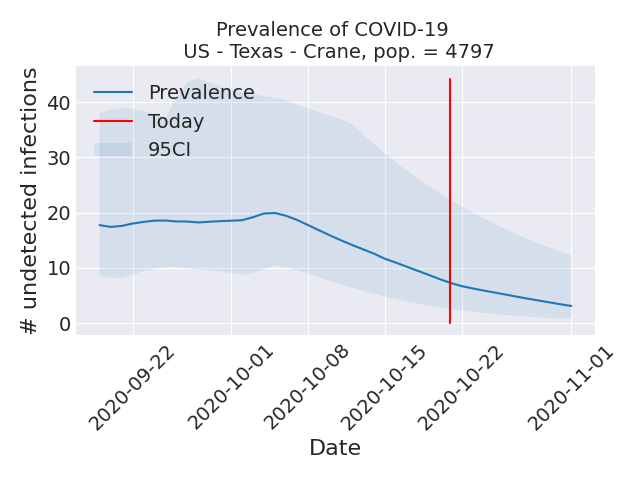 Prevalence of COVID-19
US - Texas - Crane, pop. = 4797
# undetected infections
40
30
20
10
0
Prevalence
Today
95CI
2020-09-22
2020-10-01
2020-10-08
2020-10-15
2020-10-22
2020-11-01
Date